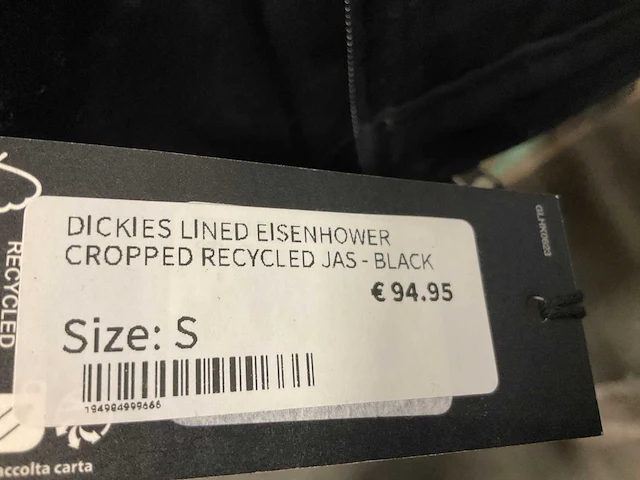 DICKIES LINED EISENHOWER
CROPPED RECYCLED JAS - BLACK
€ 94.95
Size: S
194984999666
RECYCLED
accolta carta